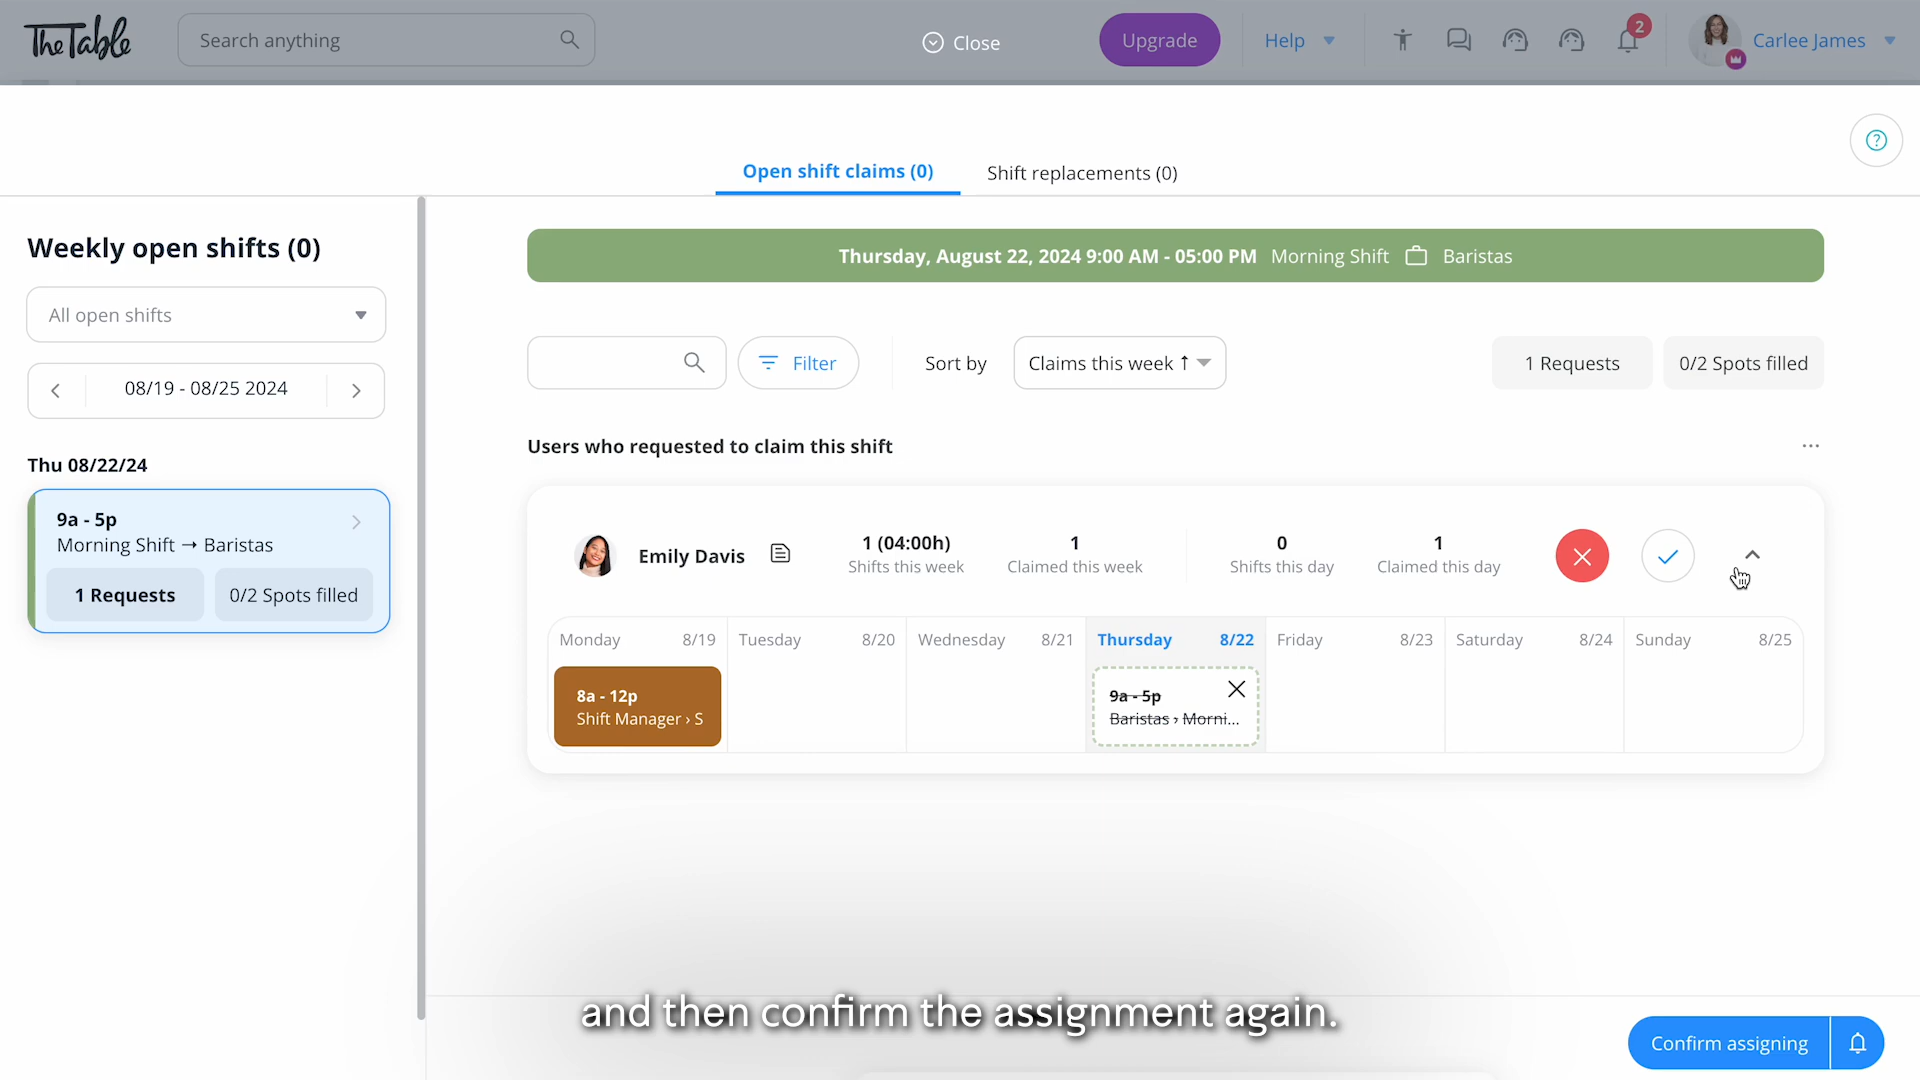 The Table
Search anything
Close
Upgrade
Help
2
Carlee James
Open shift claims (0)
Shift replacements (0)
Weekly open shifts (0)
All open shifts
08/19 - 08/25 2024
Thu 08/22/24
9a - 5p
Morning Shift → Baristas
1 Requests
0/2 Spots filled
Thursday, August 22, 2024 9:00 AM - 05:00 PM Morning Shift Baristas
Filter
Sort by
Claims this week ↑
1 Requests
0/2 Spots filled
Users who requested to claim this shift
Emily Davis
1 (04:00h)
Shifts this week
1
Claimed this week
0
Shifts this day
1
Claimed this day
Monday 8/19
Tuesday 8/20
Wednesday 8/21
Thursday 8/22
Friday 8/23
Saturday 8/24
Sunday 8/25
8a - 12p
Shift Manager › S
9a - 5p
Baristas › Morni...
and then confirm the assignment again.
Confirm assigning